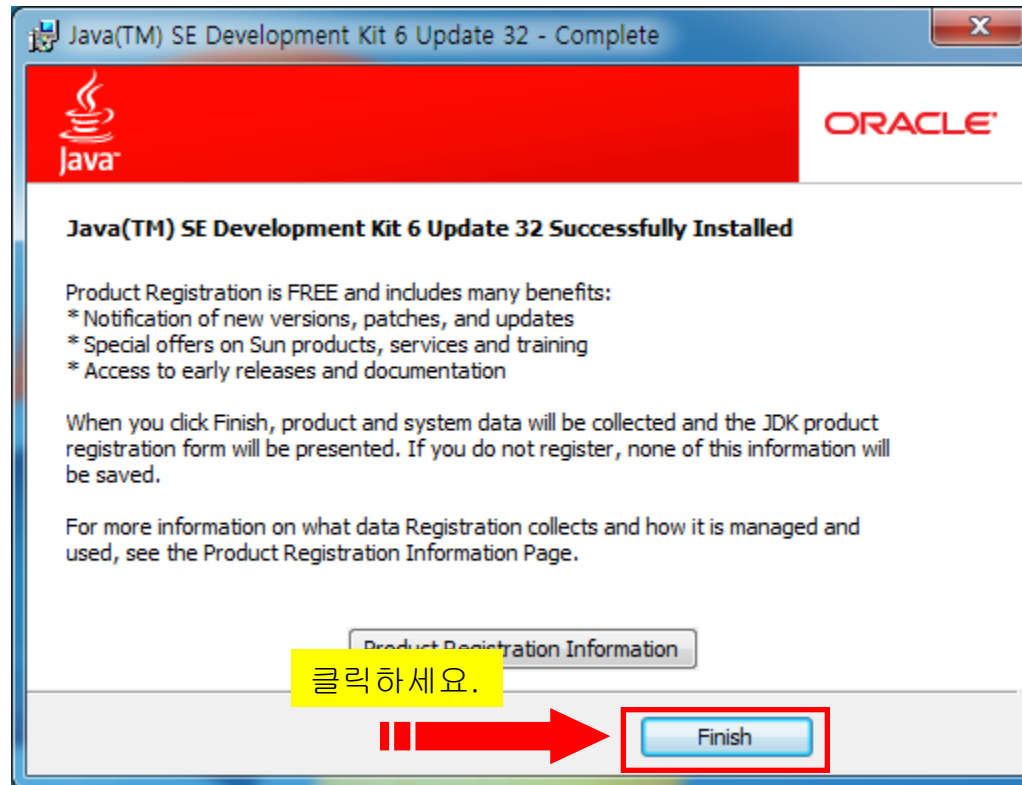 Java(TM) SE Development Kit 6 Update 32 - Complete
Java™
ORACLE®
Java(TM) SE Development Kit 6 Update 32 Successfully Installed
Product Registration is FREE and includes many benefits:
* Notification of new versions, patches, and updates
* Special offers on Sun products, services and training
* Access to early releases and documentation
When you click Finish, product and system data will be collected and the JDK product
registration form will be presented. If you do not register, none of this information will
be saved.
For more information on what data Registration collects and how it is managed and
used, see the Product Registration Information Page.
Product Registration Information
클릭하세요.
Finish